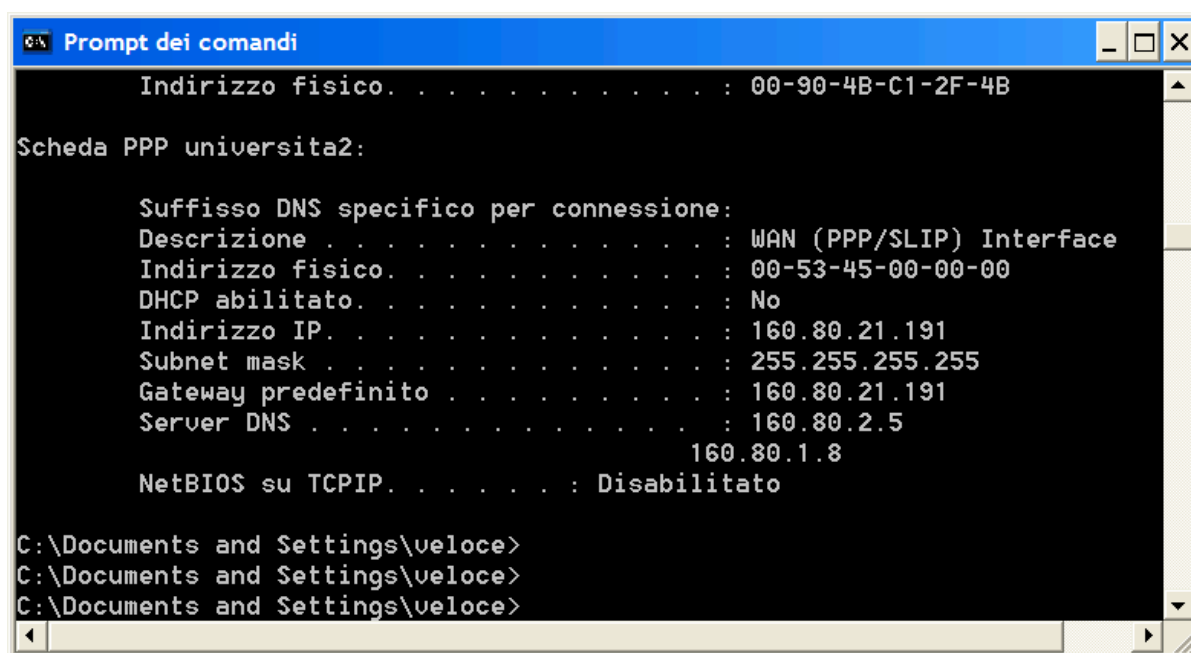 Prompt dei comandi
Indirizzo fisico. . . . . . . . . . . . : 00-90-4B-C1-2F-4B
Scheda PPP universita2:
Suffisso DNS specifico per connessione:
Descrizione . . . . . . . . . . . . . . : WAN (PPP/SLIP) Interface
Indirizzo fisico. . . . . . . . . . . . : 00-53-45-00-00-00
DHCP abilitato. . . . . . . . . . . . . : No
Indirizzo IP. . . . . . . . . . . . . . : 160.80.21.191
Subnet mask . . . . . . . . . . . . . . : 255.255.255.255
Gateway predefinito . . . . . . . . . . : 160.80.21.191
Server DNS . . . . . . . . . . . . . . : 160.80.2.5
160.80.1.8
NetBIOS su TCPIP. . . . . . : Disabilitato
C:\Documents and Settings\veloce>
C:\Documents and Settings\veloce>
C:\Documents and Settings\veloce>